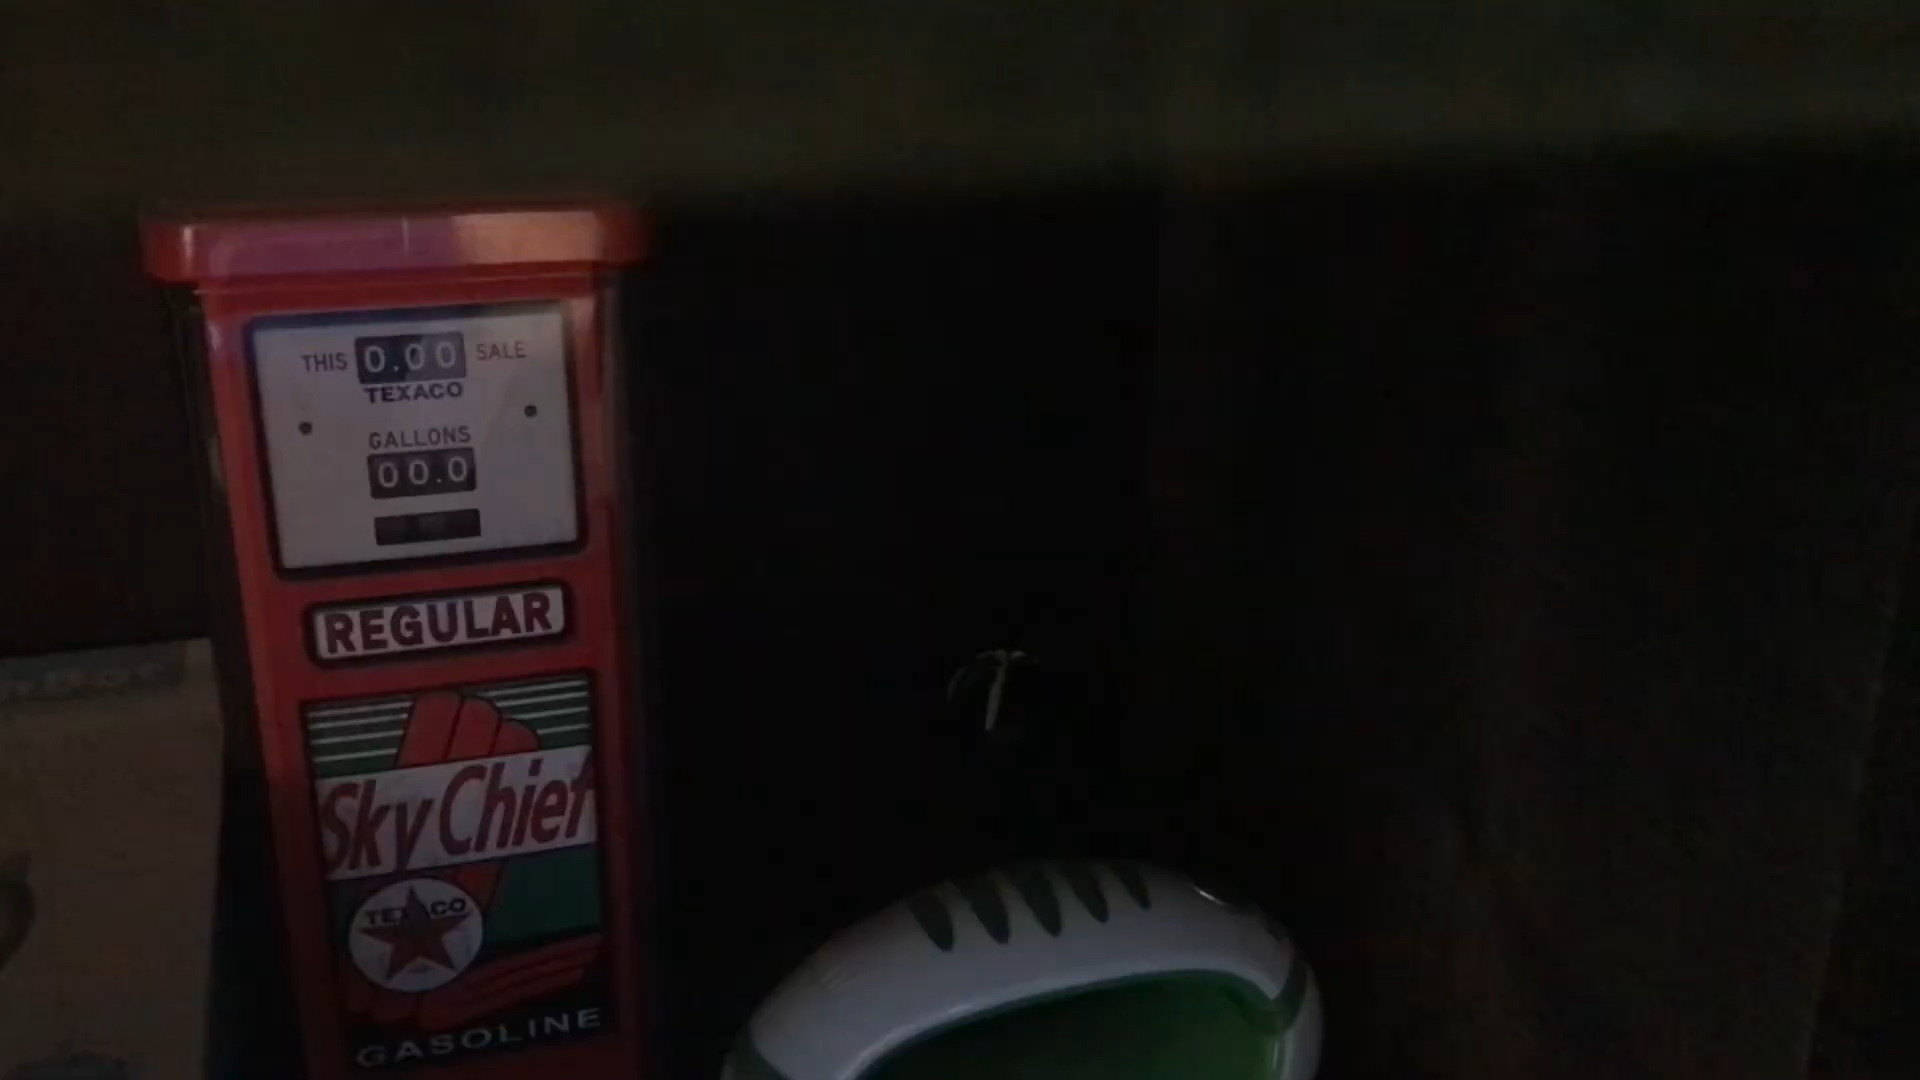 THIS 0.00 SALE
TEXACO
GALLONS
00.0
REGULAR
Sky Chief
TEXACO
GASOLINE